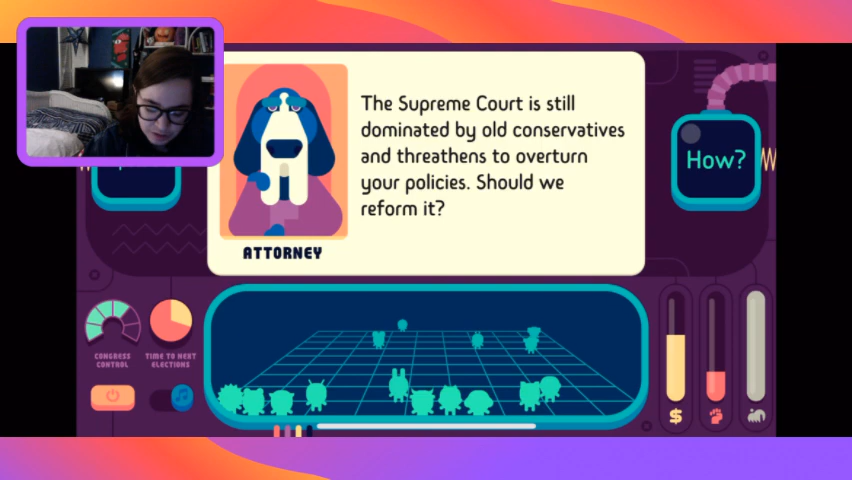 The Supreme Court is still
dominated by old conservatives
and threathens to overturn
your policies. Should we
reform it?
ATTORNEY
How?
CONGRESS
CONTROL
TIME TO NEXT
ELECTIONS
$